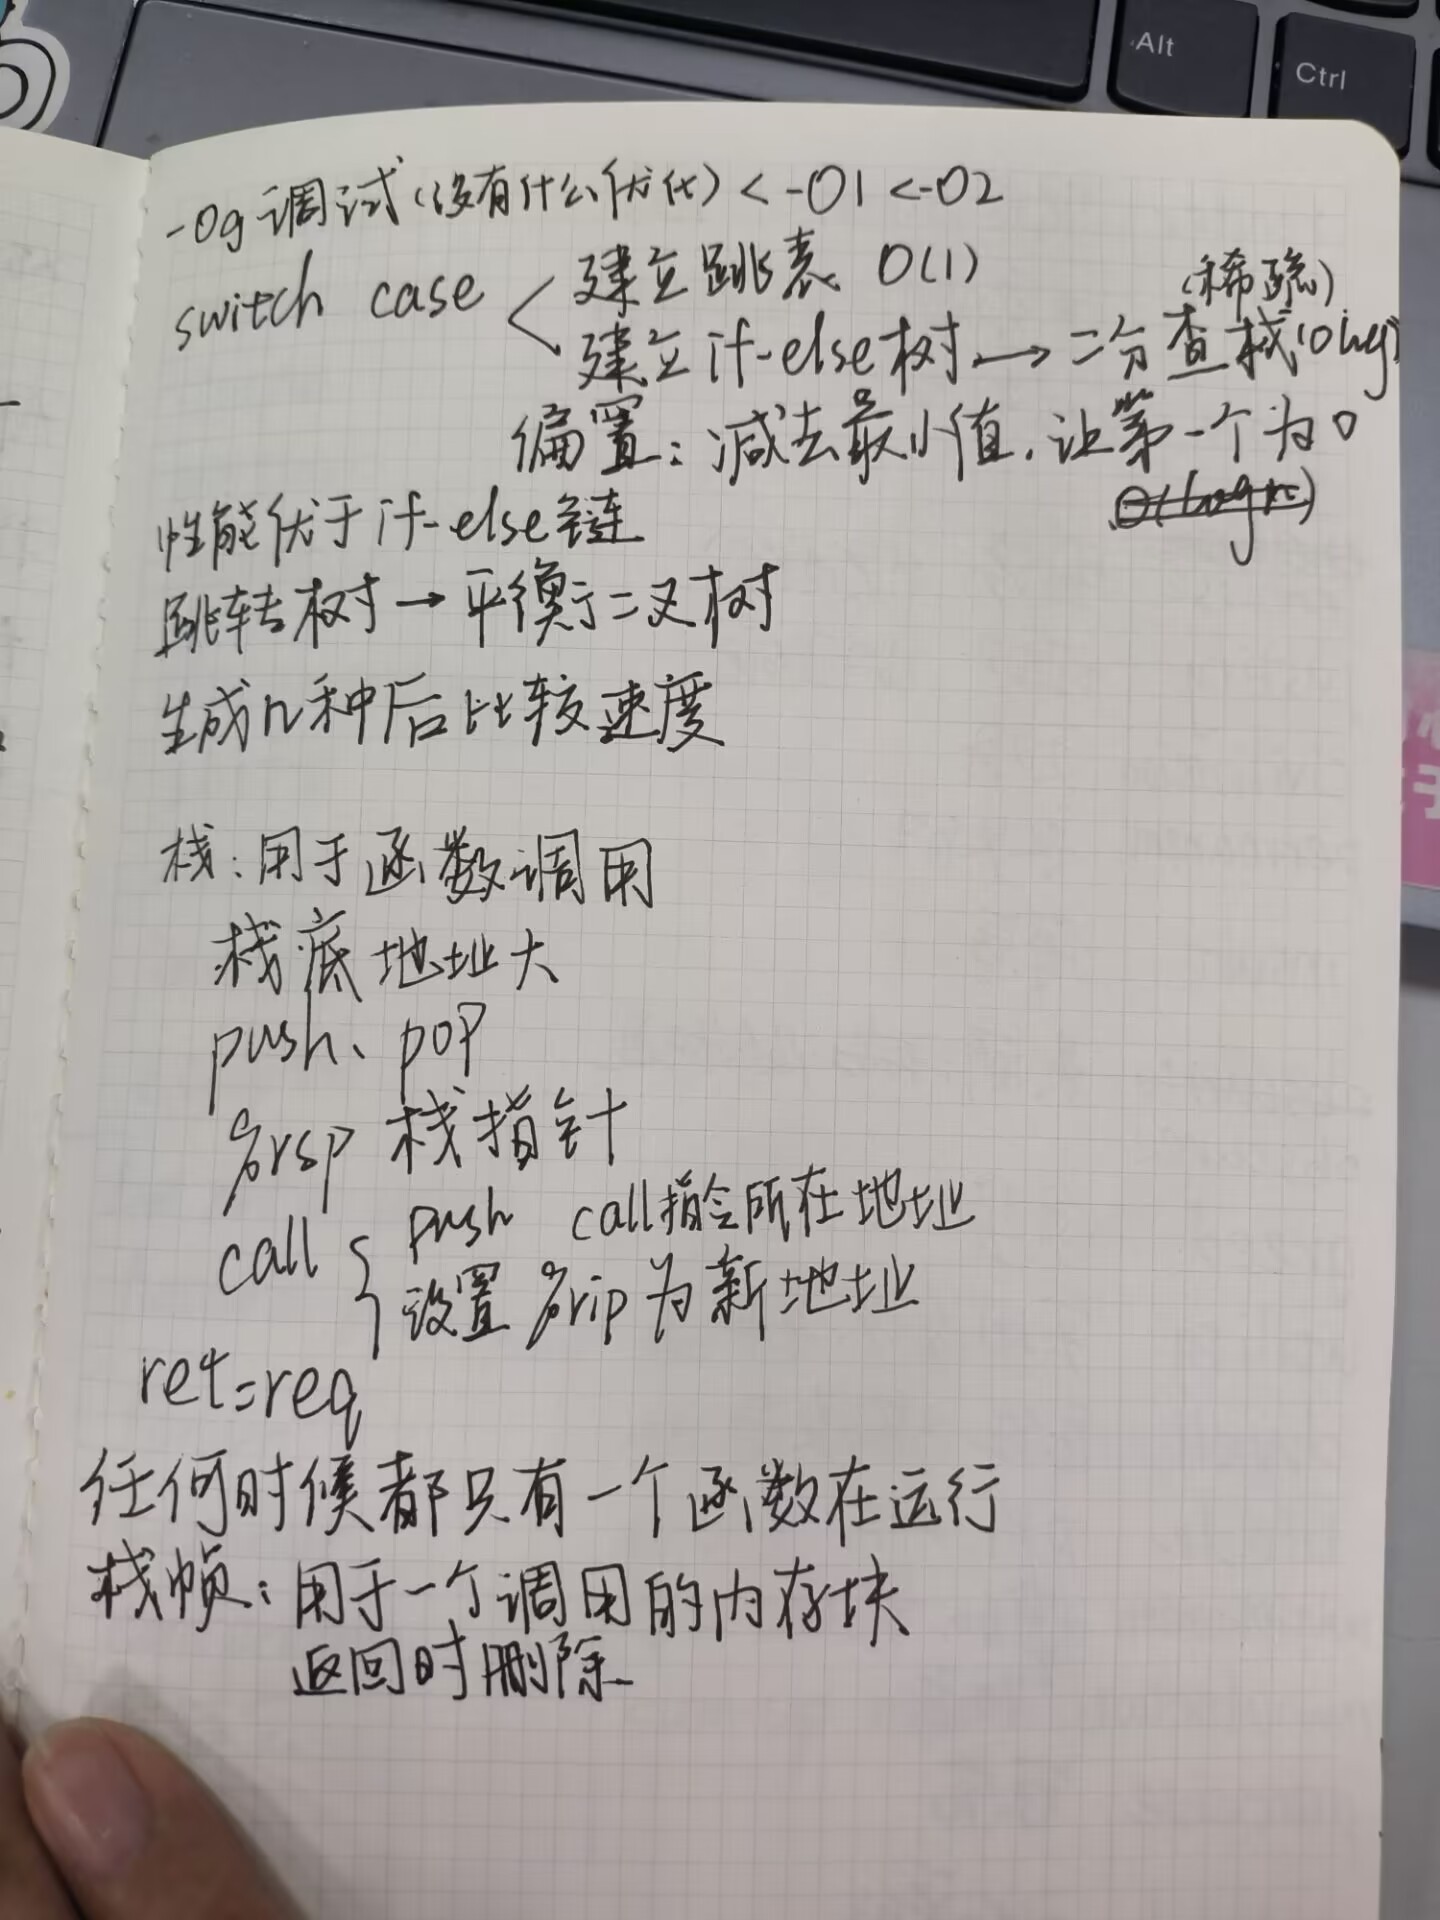 Alt
Ctrl
-Og 调试(没有什么优化) < -O1 < -O2
switch case
建立跳表 O(1)
(稀疏)
建立 if-else 树 → 二分查找
偏置: 减去最小值, 让第一个为0
O(logn)
性能优于 if-else 链
跳转树 → 平衡二叉树
生成几种后比较速度
栈: 用于函数调用
栈底地址大
push、pop
%rsp 栈指针
call
push call指令所在地址
设置 %rip 为新地址
ret=req
任何时候都只有一个函数在运行
栈帧: 用于一个调用的内存块
返回时删除